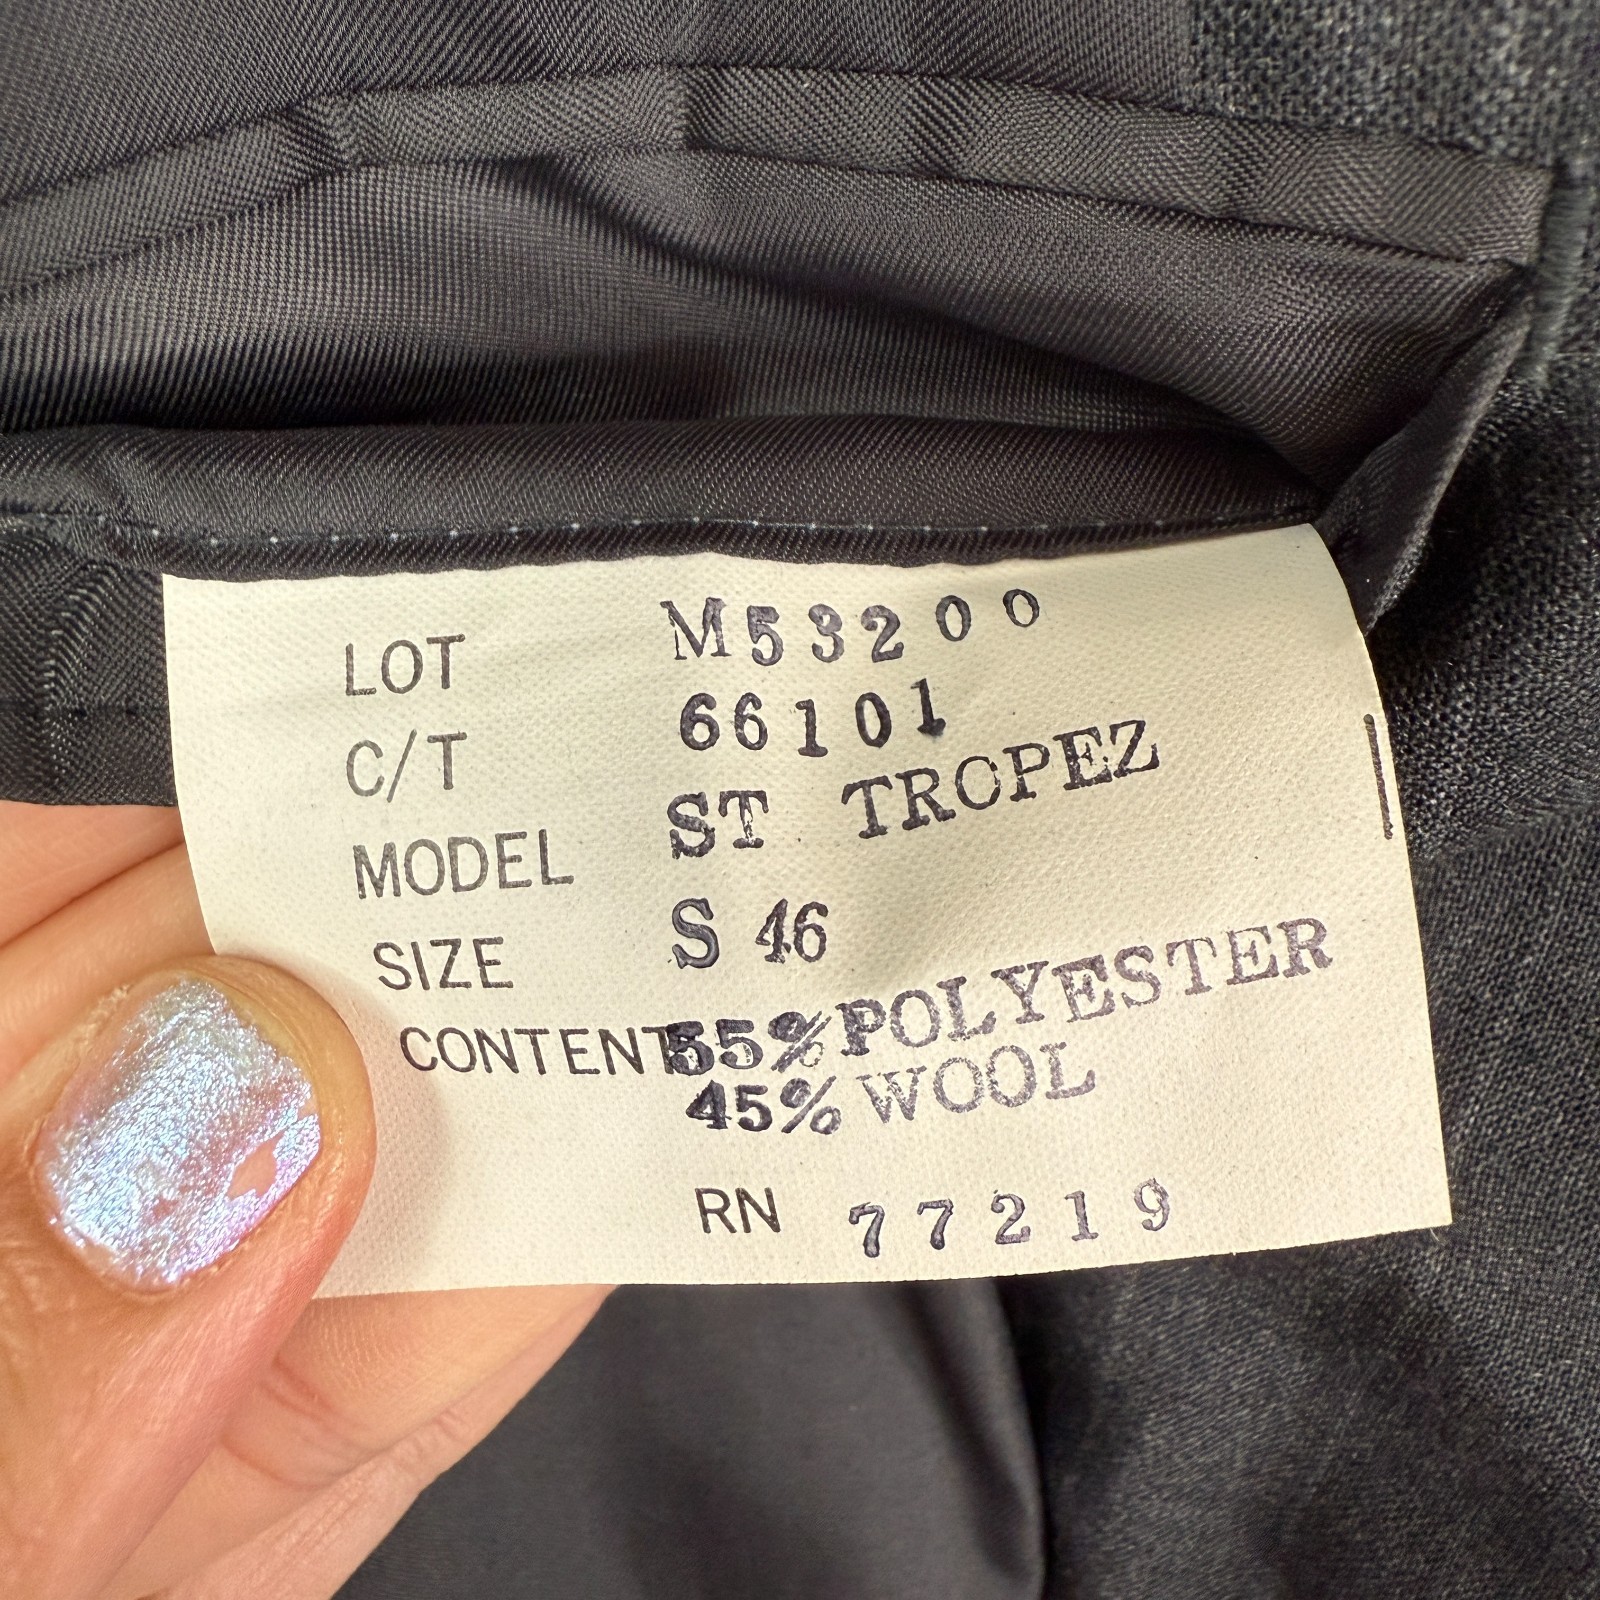 LOT M53200
C/T 66101
MODEL ST TROPEZ
SIZE S 46
CONTENT 55% POLYESTER
45% WOOL
RN 77219